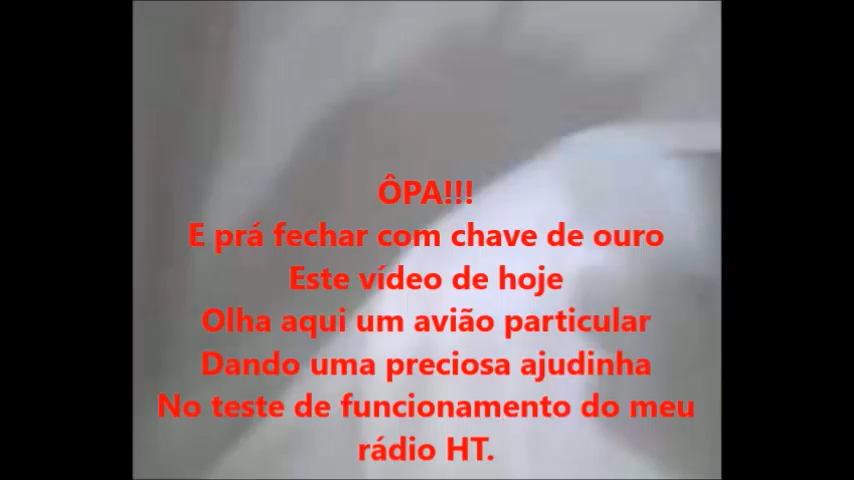 ÔPA!!!
E prá fechar com chave de ouro
Este vídeo de hoje
Olha aqui um avião particular
Dando uma preciosa ajudinha
No teste de funcionamento do meu
rádio HT.